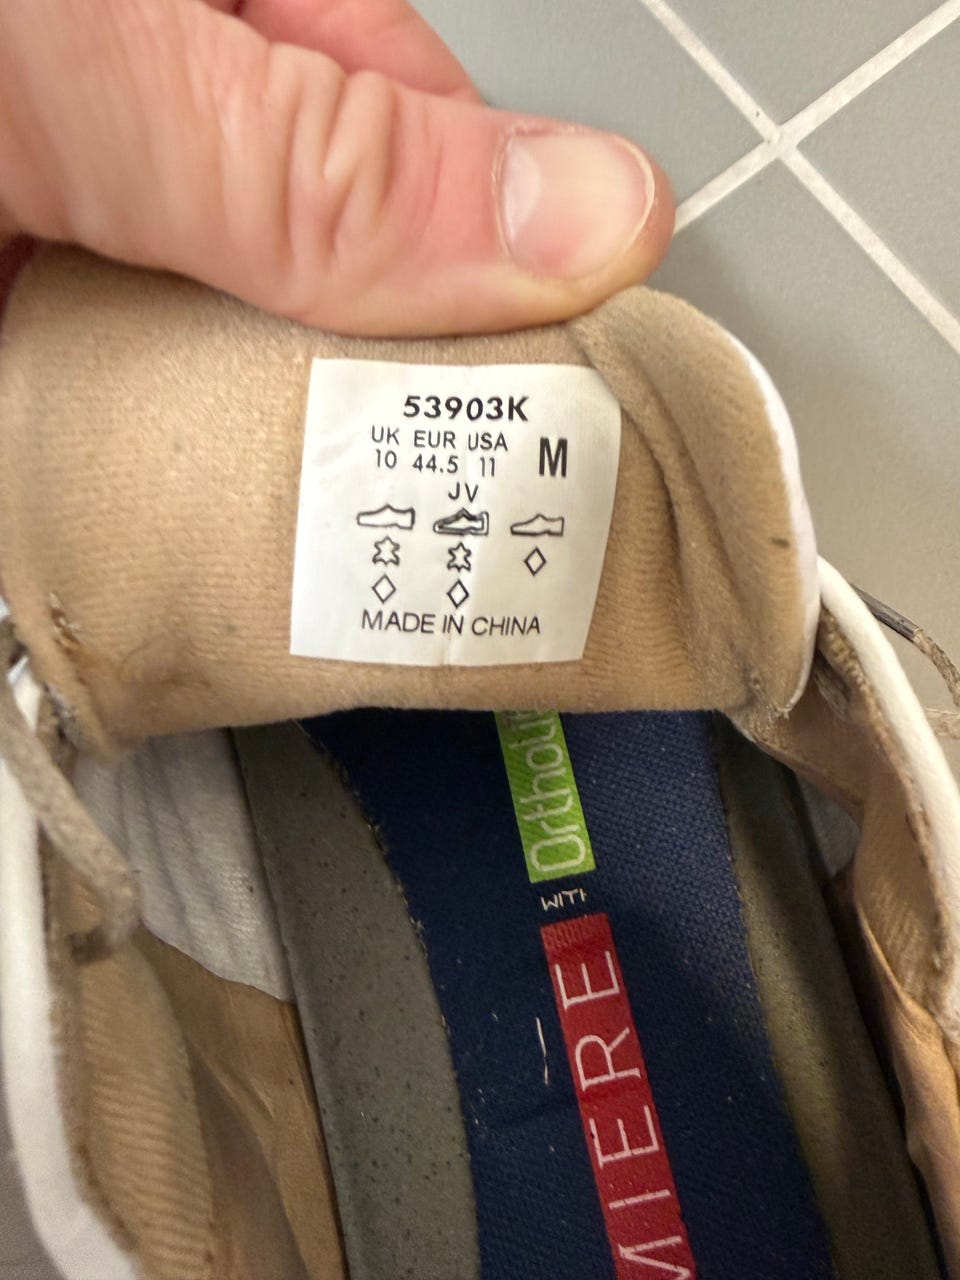 53903K
UK EUR USA
10 44.5 11 M
JV
MADE IN CHINA
WITH
MIERE